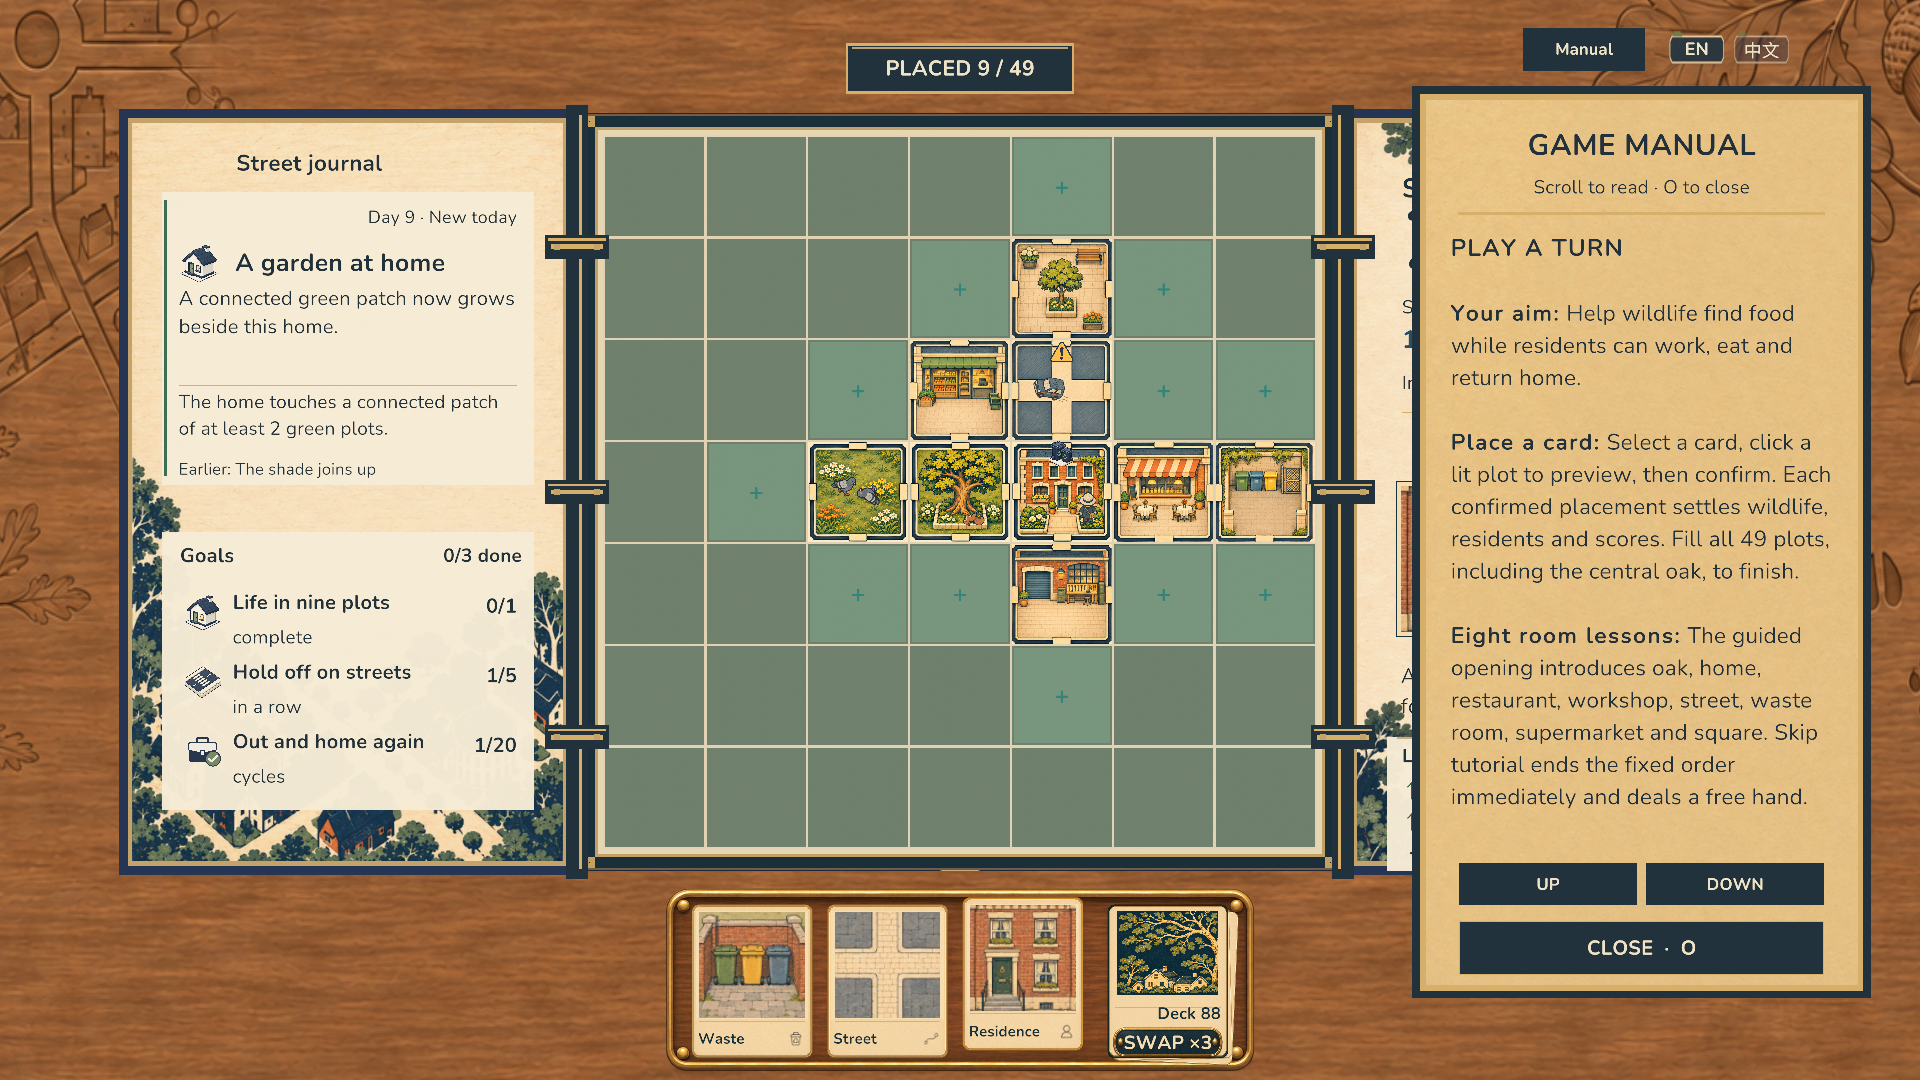 PLACED 9 / 49
Manual
EN
中文
Street journal
Day 9 · New today
A garden at home
A connected green patch now grows
beside this home.
The home touches a connected patch
of at least 2 green plots.
Earlier: The shade joins up
Goals
0/3 done
Life in nine plots
0/1
complete
Hold off on streets
1/5
in a row
Out and home again
1/20
cycles
GAME MANUAL
Scroll to read · O to close
PLAY A TURN
Your aim: Help wildlife find food
while residents can work, eat and
return home.
Place a card: Select a card, click a
lit plot to preview, then confirm. Each
confirmed placement settles wildlife,
residents and scores. Fill all 49 plots,
including the central oak, to finish.
Eight room lessons: The guided
opening introduces oak, home,
restaurant, workshop, street, waste
room, supermarket and square. Skip
tutorial ends the fixed order
immediately and deals a free hand.
UP
DOWN
CLOSE · O
Waste
Street
Residence
Deck 88
SWAP ×3